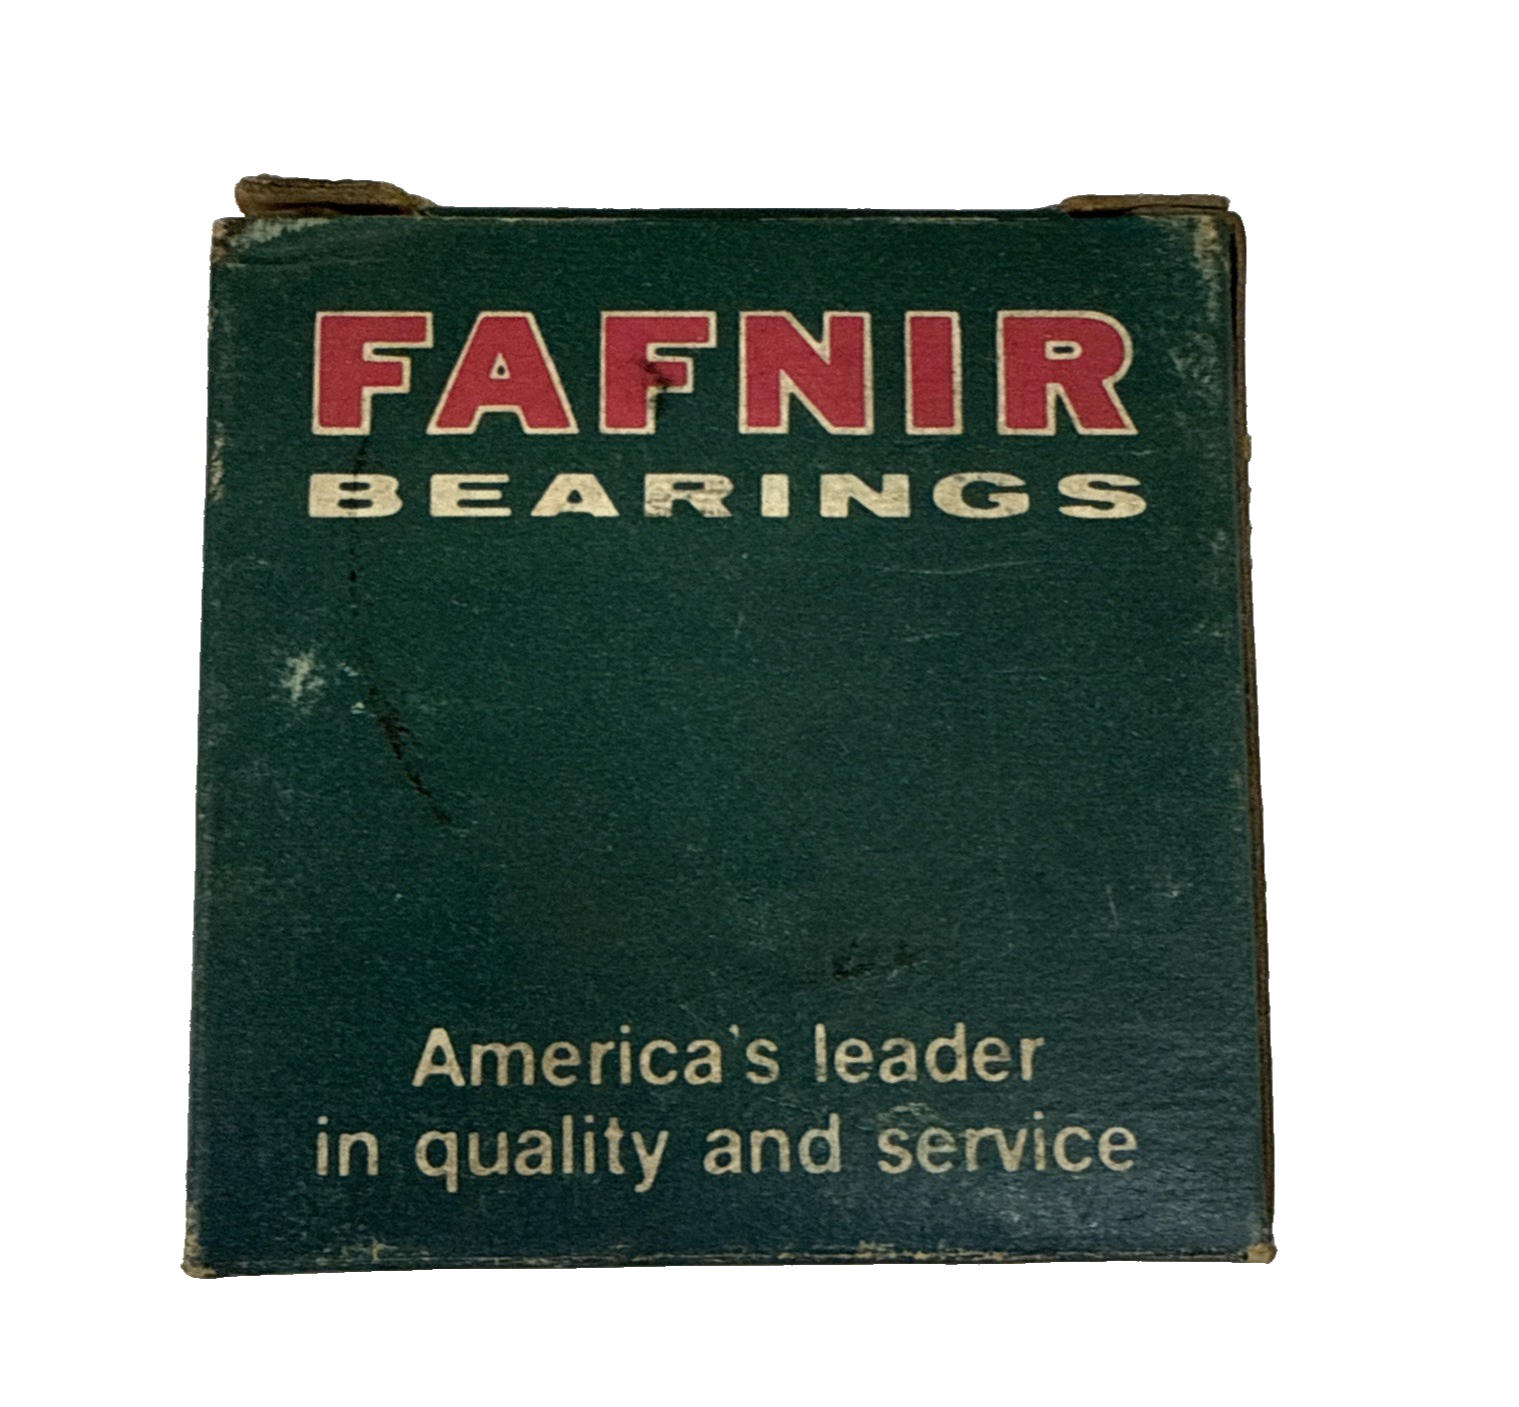 FAFNIR
BEARINGS
America's leader
in quality and service